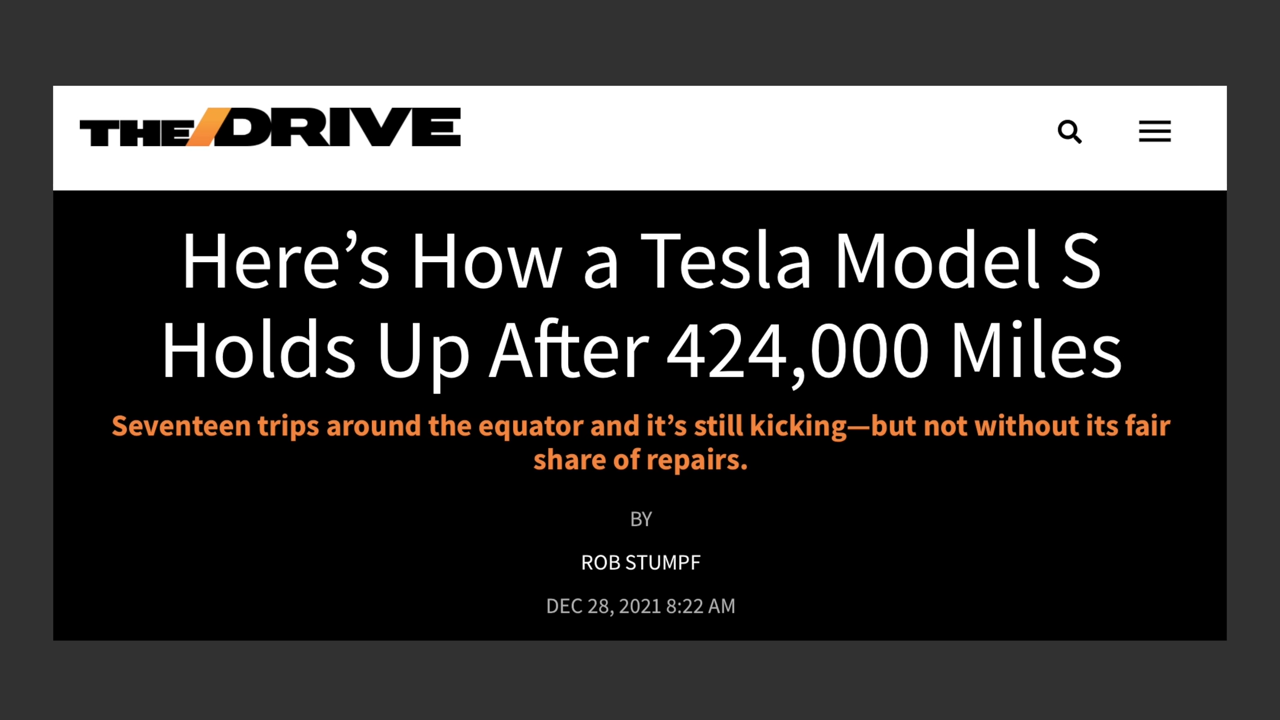 THE/DRIVE
Here’s How a Tesla Model S
Holds Up After 424,000 Miles
Seventeen trips around the equator and it’s still kicking—but not without its fair
share of repairs.
BY
ROB STUMPF
DEC 28, 2021 8:22 AM